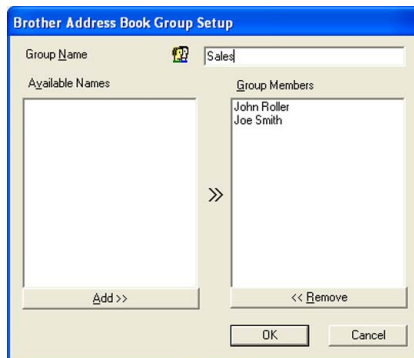 Brother Address Book Group Setup
Group Name Sales
Available Names
Group Members
John Roller
Joe Smith
>>
Add >>
<< Remove
OK Cancel